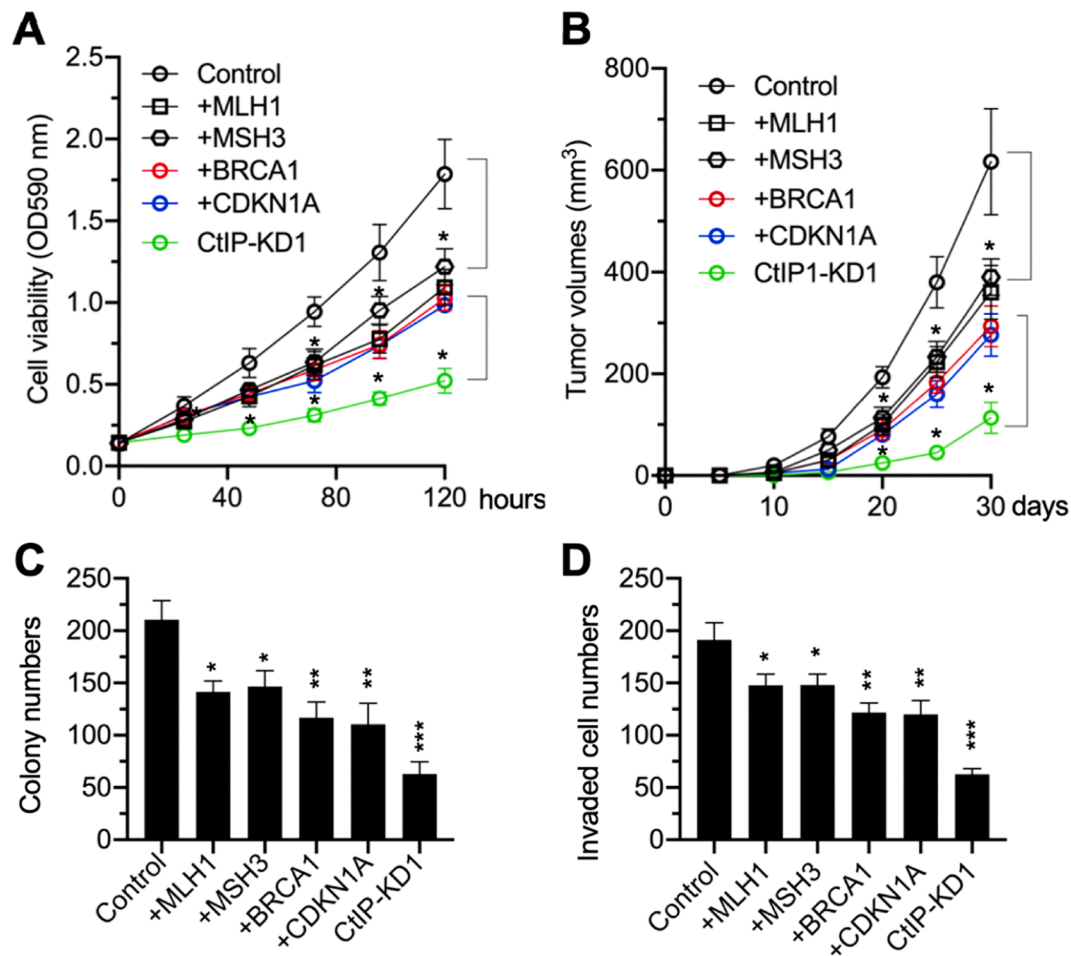 A
Cell viability (OD590 nm)
2.5
2.0
1.5
1.0
0.5
0.0
Control
+MLH1
+MSH3
+BRCA1
+CDKN1A
CtIP-KD1
*
*
*
*
*
*
*
*
0 40 80 120 hours
B
Tumor volumes (mm³)
800
600
400
200
0
Control
+MLH1
+MSH3
+BRCA1
+CDKN1A
CtIP1-KD1
*
*
*
*
*
*
0 10 20 30 days
C
Colony numbers
250
200
150
100
50
0
* * ** ** ***
Control +MLH1 +MSH3 +BRCA1 +CDKN1A CtIP-KD1
D
Invaded cell numbers
250
200
150
100
50
0
* * ** ** ***
Control +MLH1 +MSH3 +BRCA1 +CDKN1A CtIP-KD1